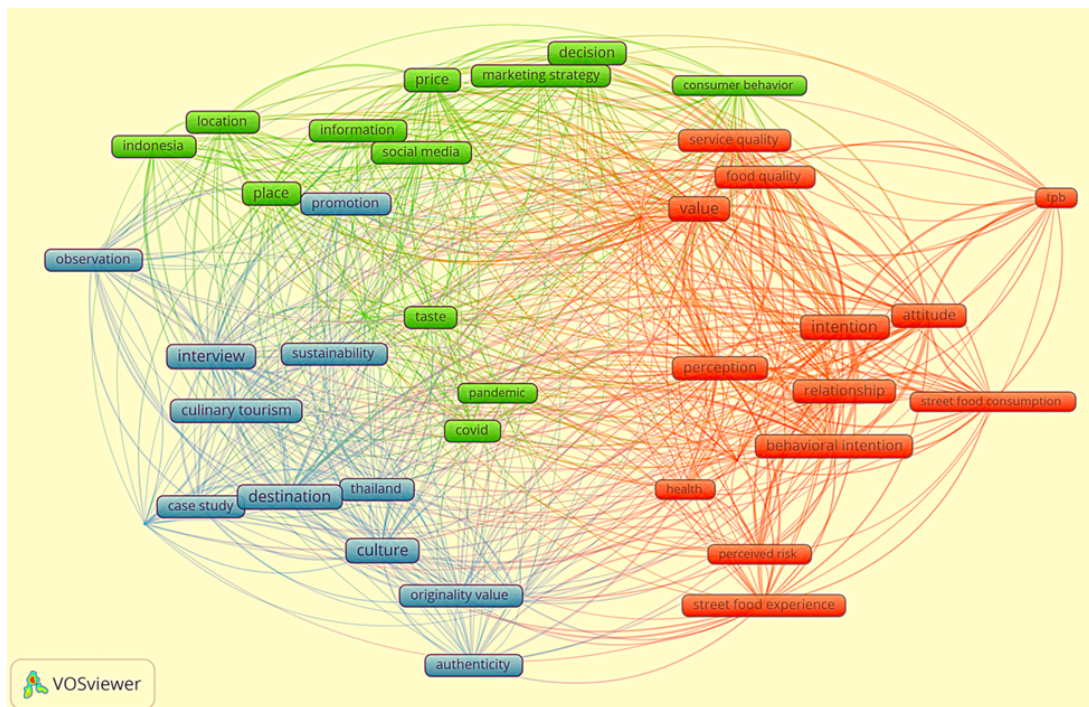 decision
marketing strategy
price
consumer behavior
location
information
service quality
indonesia
social media
food quality
place
promotion
value
tpb
observation
taste
attitude
intention
interview
sustainability
perception
relationship
pandemic
street food consumption
culinary tourism
covid
behavioral intention
thailand
health
destination
case study
culture
perceived risk
originality value
street food experience
authenticity
VOSviewer